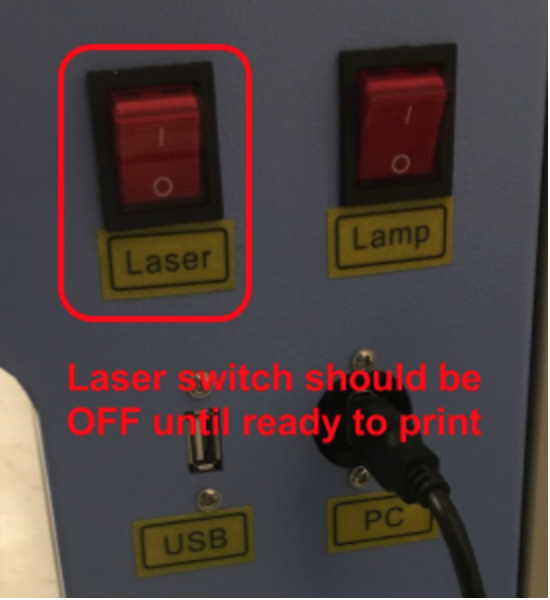 I I
O O
Laser Lamp
Laser switch should be
OFF until ready to print
USB PC